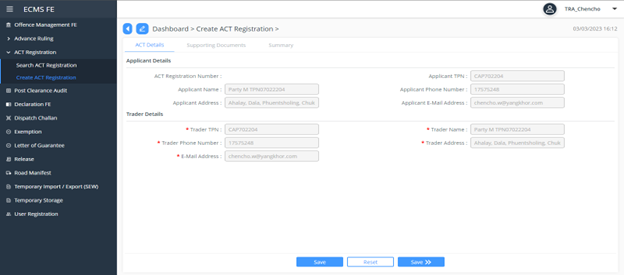 ECMS FE
TRA_Chencho
Offence Management FE
Advance Ruling
ACT Registration
Search ACT Registration
Create ACT Registration
Post Clearance Audit
Declaration FE
Dispatch Challan
Exemption
Letter of Guarantee
Release
Road Manifest
Temporary Import / Export (SEW)
Temporary Storage
User Registration
Dashboard > Create ACT Registration >
03/03/2023 16:12
ACT Details Supporting Documents Summary
Applicant Details
ACT Registration Number : Applicant TPN : CAP702204
Applicant Name : Party M TPN07022204 Applicant Phone Number : 17575248
Applicant Address : Ahalay, Dala, Phuentsholing, Chuk Applicant E-Mail Address : chencho.w@yangkhor.com
Trader Details
* Trader TPN : CAP702204 * Trader Name : Party M TPN07022204
* Trader Phone Number : 17575248 * Trader Address : Ahalay, Dala, Phuentsholing, Chuk
* E-Mail Address : chencho.w@yangkhor.com
Save Reset Save